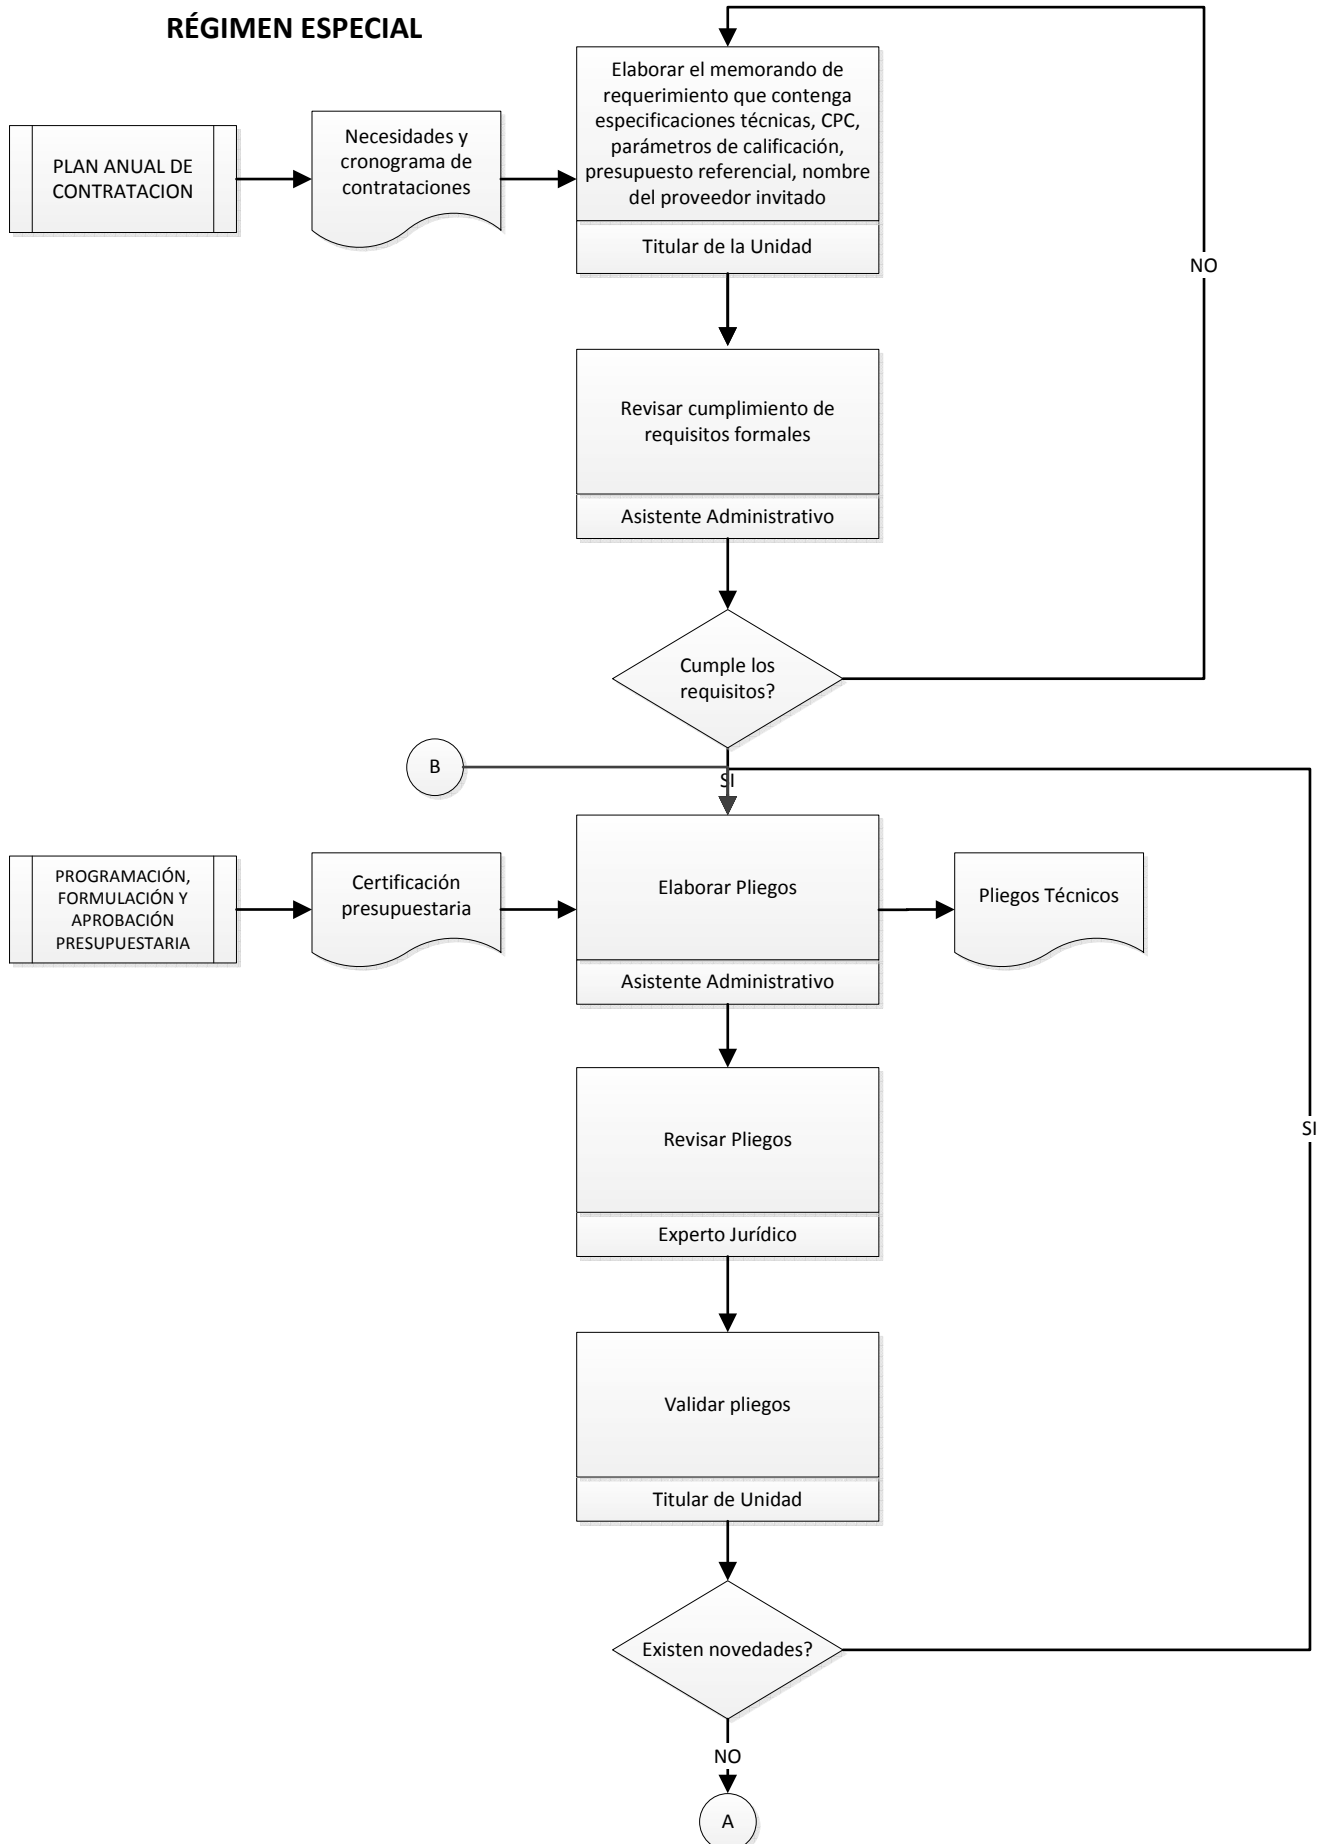 RÉGIMEN ESPECIAL
Elaborar el memorando de
requerimiento que contenga
especificaciones técnicas, CPC,
parámetros de calificación,
presupuesto referencial, nombre
del proveedor invitado
Titular de la Unidad
PLAN ANUAL DE
CONTRATACION
Necesidades y
cronograma de
contrataciones
NO
Revisar cumplimiento de
requisitos formales
Asistente Administrativo
Cumple los
requisitos?
B
SI
PROGRAMACIÓN,
FORMULACIÓN Y
APROBACIÓN
PRESUPUESTARIA
Certificación
presupuestaria
Elaborar Pliegos
Asistente Administrativo
Pliegos Técnicos
Revisar Pliegos
Experto Jurídico
SI
Validar pliegos
Titular de Unidad
Existen novedades?
NO
A